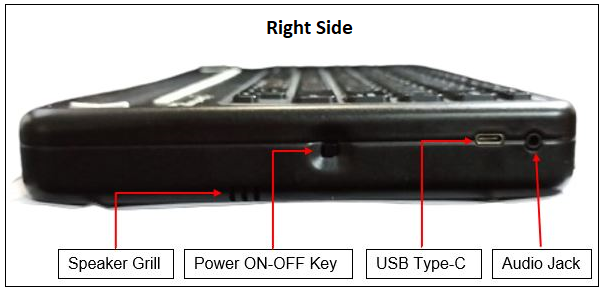 Right Side
Speaker Grill
Power ON-OFF Key
USB Type-C
Audio Jack